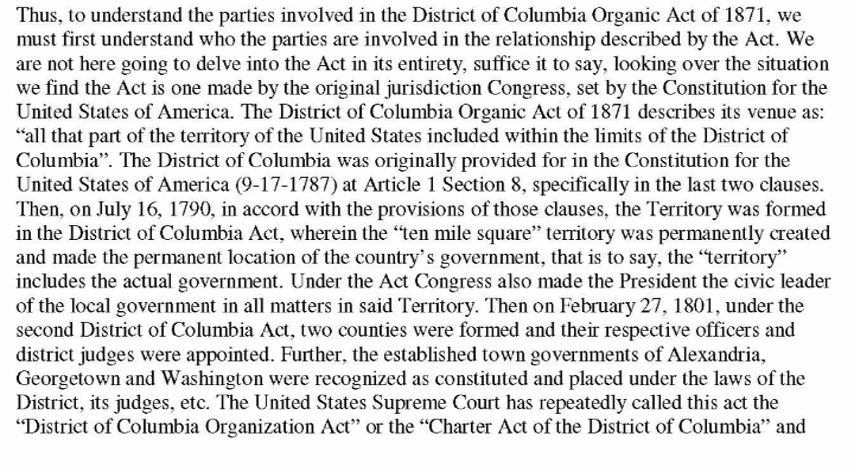 Thus, to understand the parties involved in the District of Columbia Organic Act of 1871, we
must first understand who the parties are involved in the relationship described by the Act. We
are not here going to delve into the Act in its entirety, suffice it to say, looking over the situation
we find the Act is one made by the original jurisdiction Congress, set by the Constitution for the
United States of America. The District of Columbia Organic Act of 1871 describes its venue as:
“all that part of the territory of the United States included within the limits of the District of
Columbia”. The District of Columbia was originally provided for in the Constitution for the
United States of America (9-17-1787) at Article 1 Section 8, specifically in the last two clauses.
Then, on July 16, 1790, in accord with the provisions of those clauses, the Territory was formed
in the District of Columbia Act, wherein the “ten mile square” territory was permanently created
and made the permanent location of the country’s government, that is to say, the “territory”
includes the actual government. Under the Act Congress also made the President the civic leader
of the local government in all matters in said Territory. Then on February 27, 1801, under the
second District of Columbia Act, two counties were formed and their respective officers and
district judges were appointed. Further, the established town governments of Alexandria,
Georgetown and Washington were recognized as constituted and placed under the laws of the
District, its judges, etc. The United States Supreme Court has repeatedly called this act the
“District of Columbia Organization Act” or the “Charter Act of the District of Columbia” and